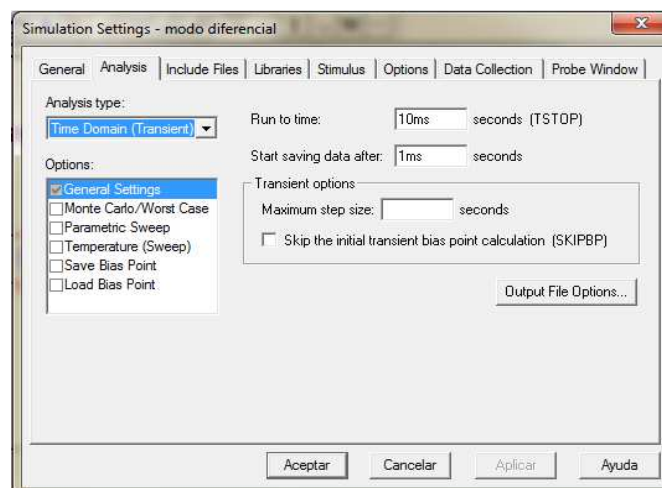 Simulation Settings - modo diferencial
General Analysis Include Files Libraries Stimulus Options Data Collection Probe Window
Analysis type:
Time Domain (Transient)
Options:
General Settings
Monte Carlo/Worst Case
Parametric Sweep
Temperature (Sweep)
Save Bias Point
Load Bias Point
Run to time: 10ms seconds (TSTOP)
Start saving data after: 1ms seconds
Transient options
Maximum step size: seconds
Skip the initial transient bias point calculation (SKIPBP)
Output File Options...
Aceptar Cancelar Aplicar Ayuda